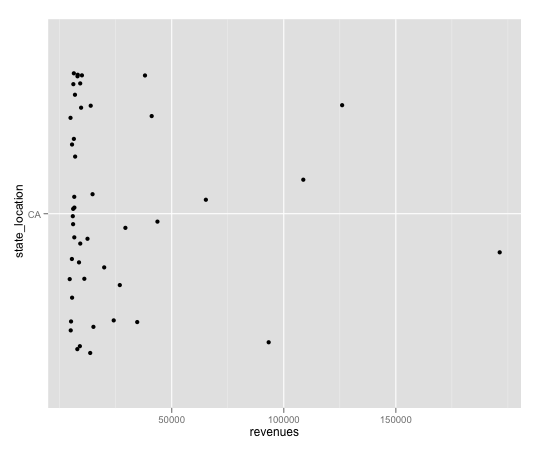 state_location
CA
50000 100000 150000
revenues